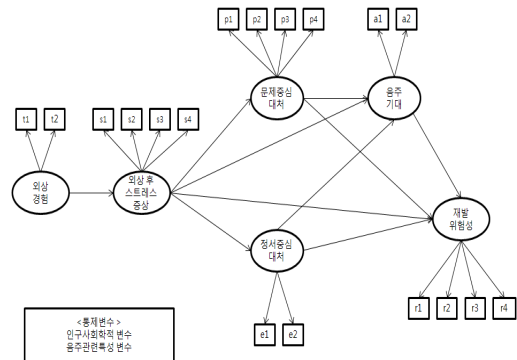 p1 p2 p3 p4
a1 a2
문제중심
대처
음주
기대
t1 t2
s1 s2 s3 s4
외상
경험
외상 후
스트레스
증상
재발
위험성
정서중심
대처
r1 r2 r3 r4
e1 e2
<통제변수>
인구사회학적 변수
음주관련특성 변수